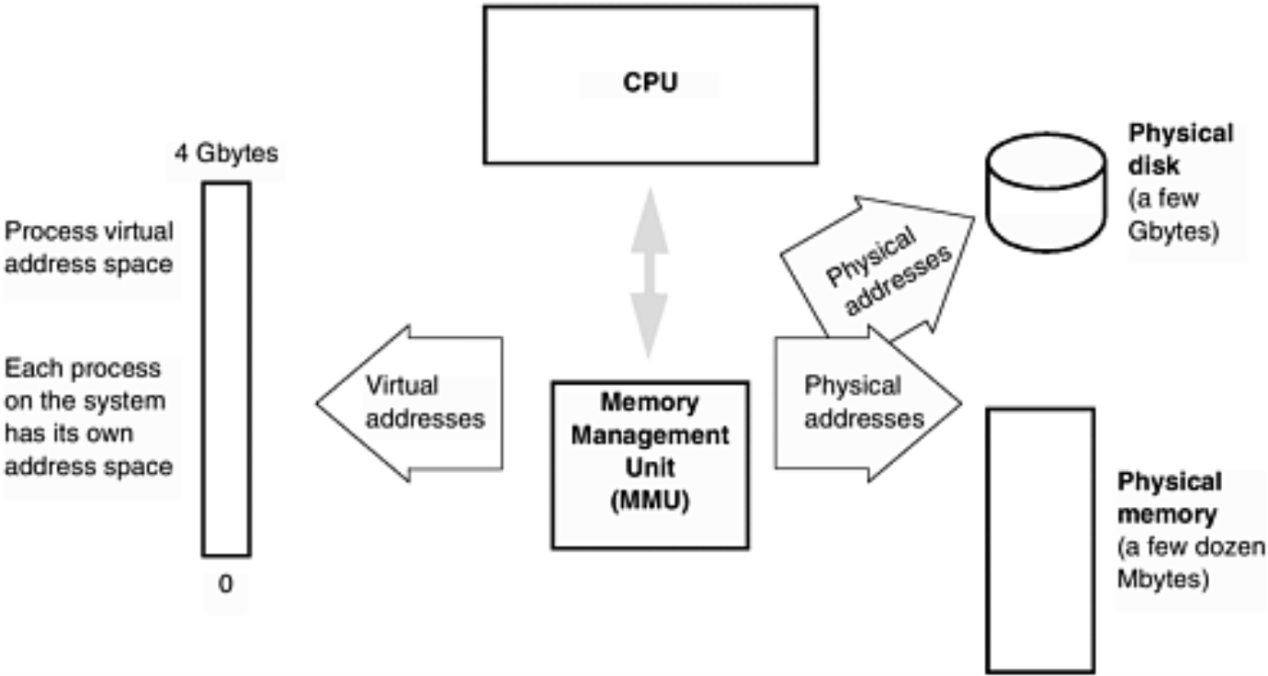 CPU
4 Gbytes
Process virtual
address space
Each process
on the system
has its own
address space
0
Virtual
addresses
Memory
Management
Unit
(MMU)
Physical
addresses
Physical
addresses
Physical
disk
(a few
Gbytes)
Physical
memory
(a few dozen
Mbytes)